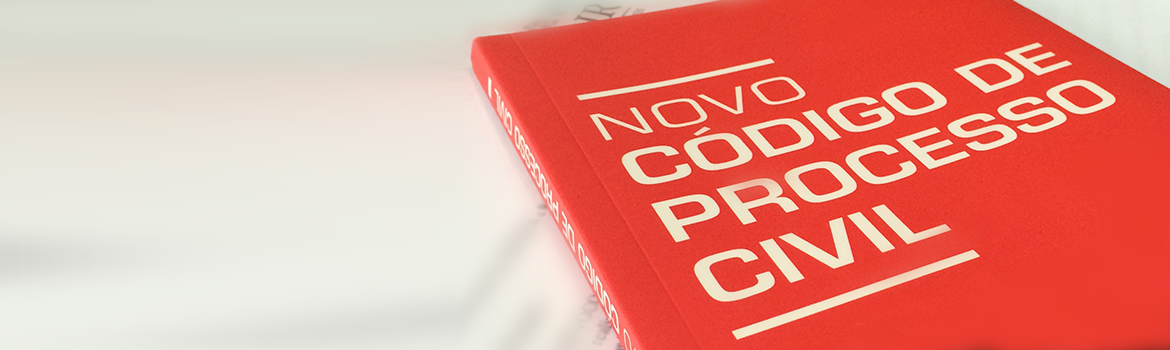 NOVO
CÓDIGO DE
PROCESSO
CIVIL
CÓDIGO DE PROCESSO CIVIL